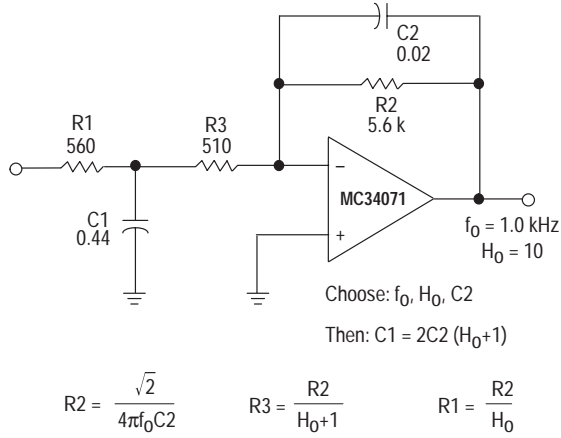 C2
0.02
R2
5.6 k
R1
560
R3
510
C1
0.44
−
MC34071
+
f0 = 1.0 kHz
H0 = 10
Choose: f0, H0, C2
Then: C1 = 2C2 (H0+1)
R2 = √2 / 4πf0C2
R3 = R2 / H0+1
R1 = R2 / H0